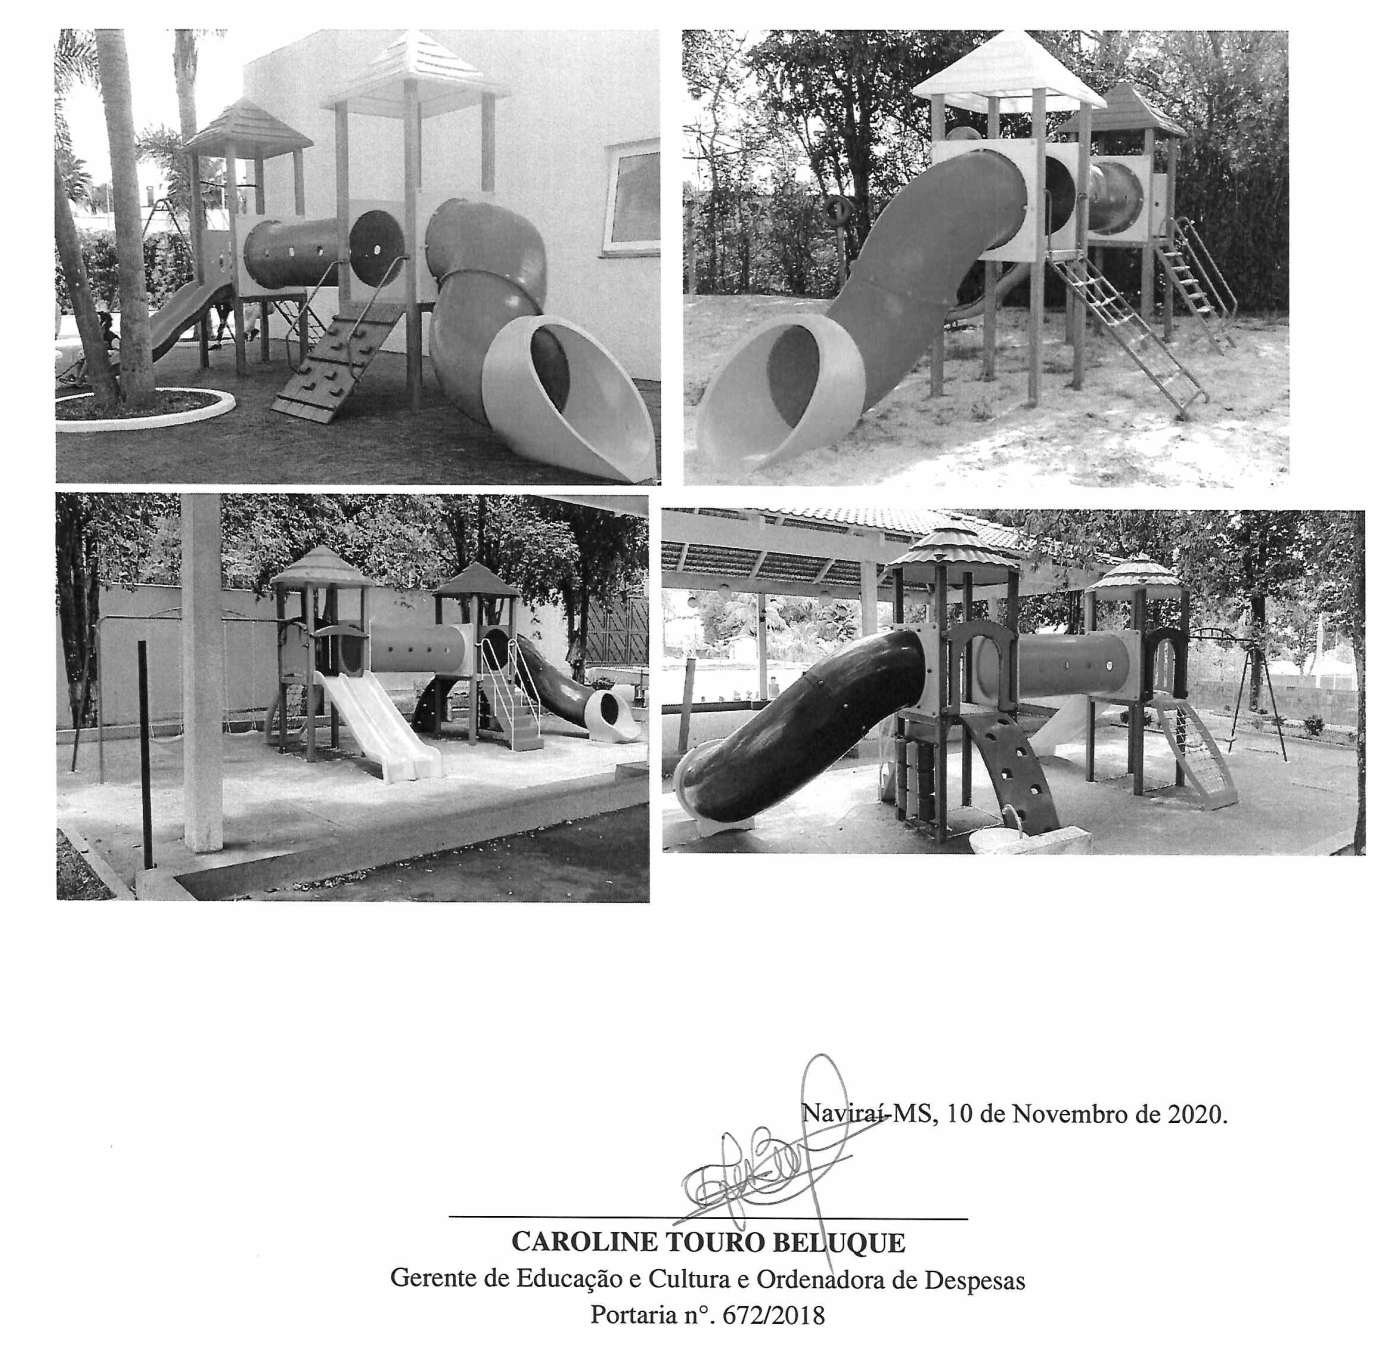 Naviraí-MS, 10 de Novembro de 2020.
CAROLINE TOURO BELUQUE
Gerente de Educação e Cultura e Ordenadora de Despesas
Portaria n°. 672/2018